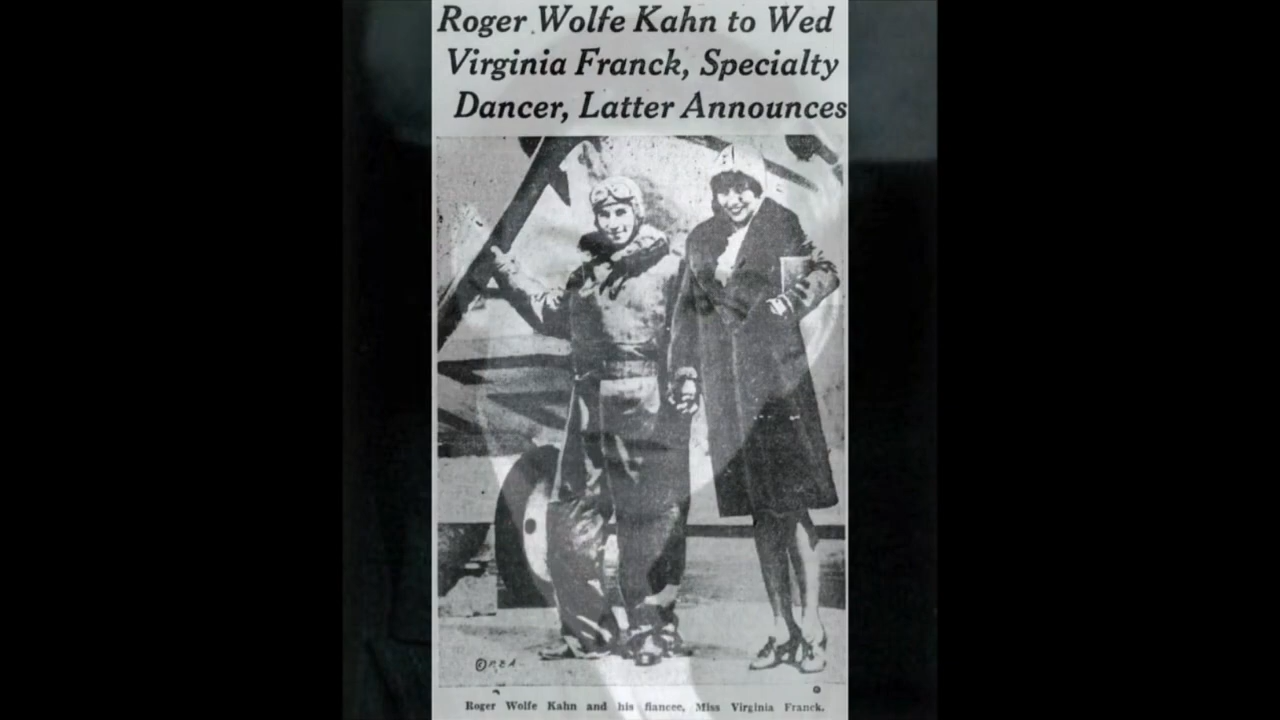 Roger Wolfe Kahn to Wed
Virginia Franck, Specialty
Dancer, Latter Announces
Roger Wolfe Kahn and his fiancee, Miss Virginia Franck.